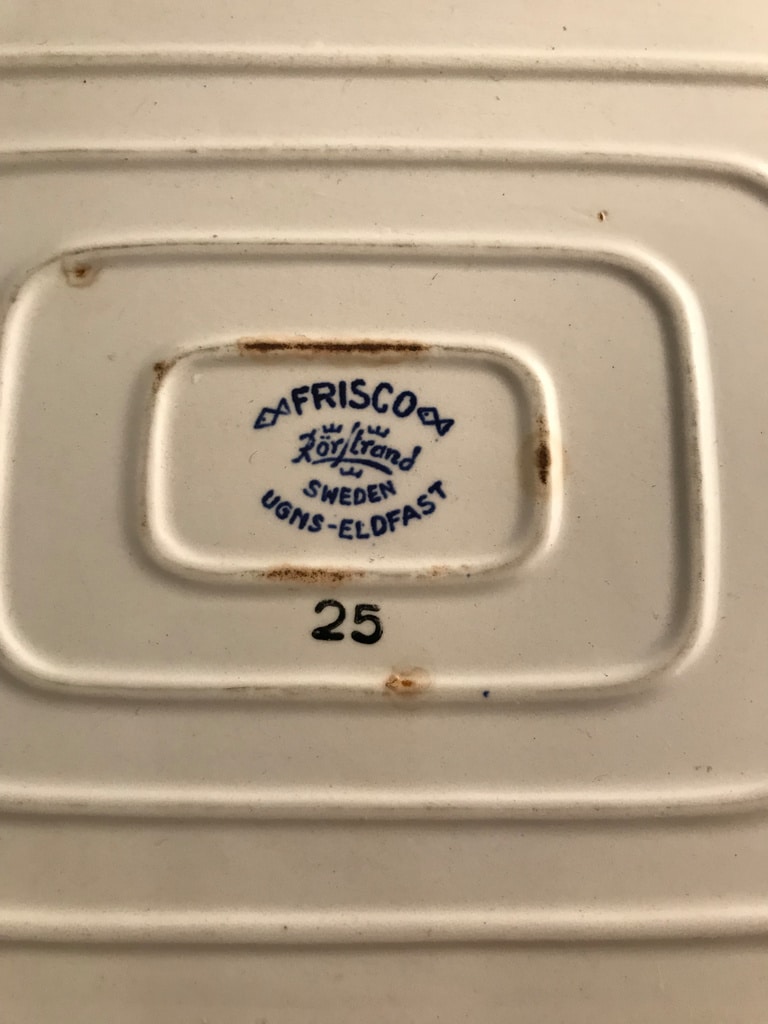 FRISCO
Rörstrand
SWEDEN
UGNS-ELDFAST
25